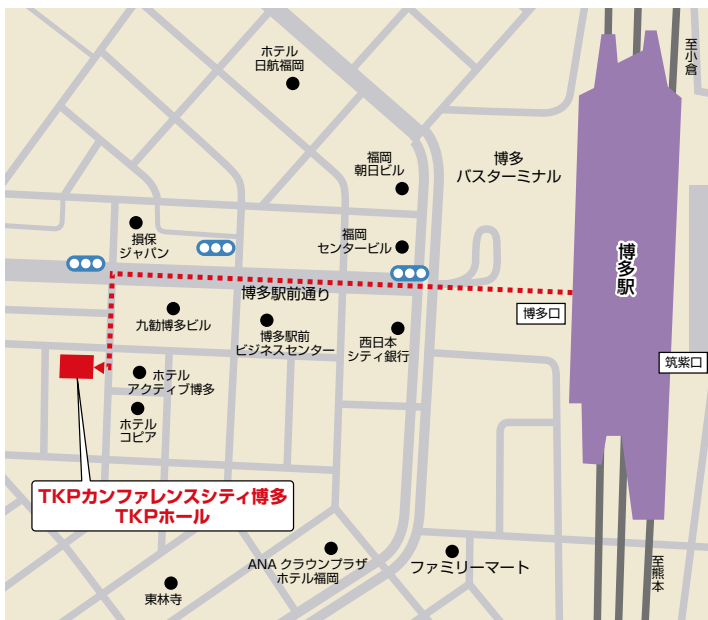 ホテル
日航福岡
至小倉
福岡
朝日ビル
博多
バスターミナル
損保
ジャパン
福岡
センタービル
博多駅
博多駅前通り
博多口
九勧博多ビル
博多駅前
ビジネスセンター
西日本
シティ銀行
筑紫口
ホテル
アクティブ博多
ホテル
コピア
TKPカンファレンスシティ博多
TKPホール
ANA クラウンプラザ
ホテル福岡
ファミリーマート
至熊本
東林寺